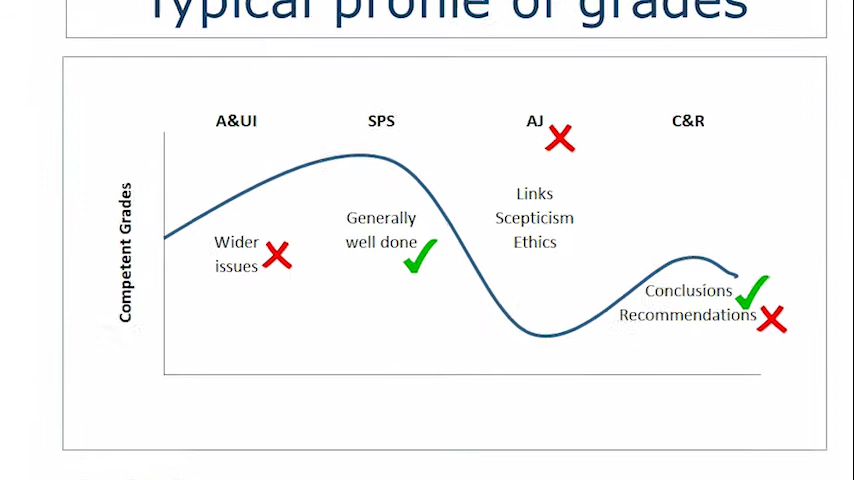 Typical profile of grades
A&UI SPS AJ C&R
Competent Grades
Links
Scepticism
Ethics
Generally
well done
Wider
issues
Conclusions
Recommendations